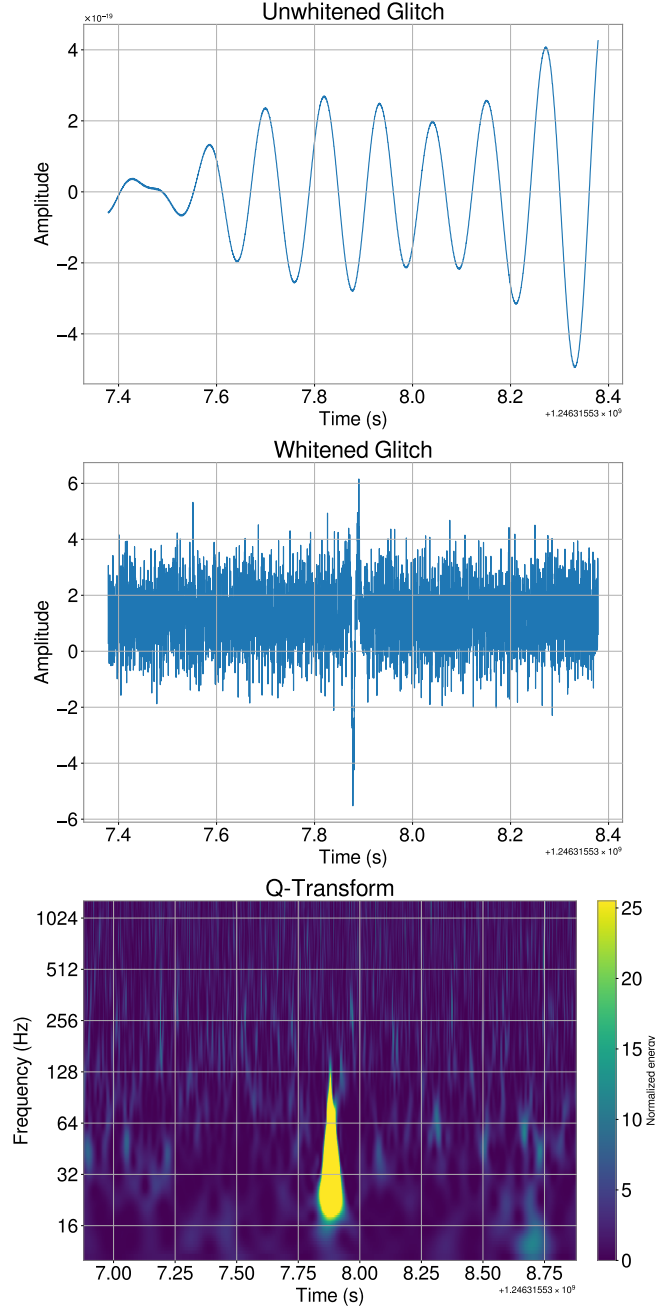 Unwhitened Glitch
×10⁻¹⁹
4
2
0
−2
−4
Amplitude
7.4 7.6 7.8 8.0 8.2 8.4
Time (s)
+1.24631553 × 10⁹
Whitened Glitch
6
4
2
0
−2
−4
−6
Amplitude
7.4 7.6 7.8 8.0 8.2 8.4
Time (s)
+1.24631553 × 10⁹
Q-Transform
1024
512
256
128
64
32
16
Frequency (Hz)
7.00 7.25 7.50 7.75 8.00 8.25 8.50 8.75
Time (s)
+1.24631553 × 10⁹
25
20
15
10
5
0
Normalized energy